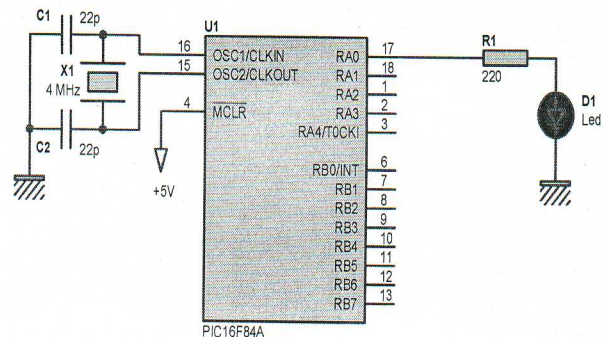 C1 22p
X1
4 MHz
C2 22p
+5V
U1
16 OSC1/CLKIN
15 OSC2/CLKOUT
4 MCLR
RA0 17
RA1 18
RA2 1
RA3 2
RA4/T0CKI 3
RB0/INT 6
RB1 7
RB2 8
RB3 9
RB4 10
RB5 11
RB6 12
RB7 13
PIC16F84A
R1
220
D1
Led